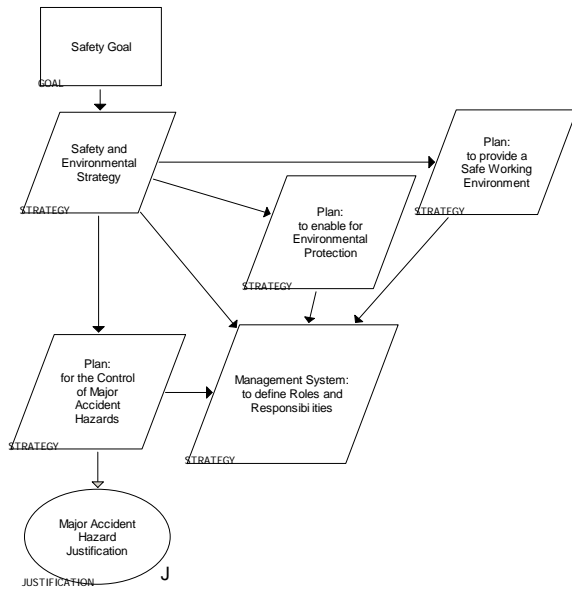 Safety Goal
GOAL
Safety and
Environmental
Strategy
STRATEGY
Plan:
to provide a
Safe Working
Environment
STRATEGY
Plan:
to enable for
Environmental
Protection
STRATEGY
Plan:
for the Control
of Major
Accident
Hazards
STRATEGY
Management System:
to define Roles and
Responsibilities
STRATEGY
Major Accident
Hazard
Justification
JUSTIFICATION
J